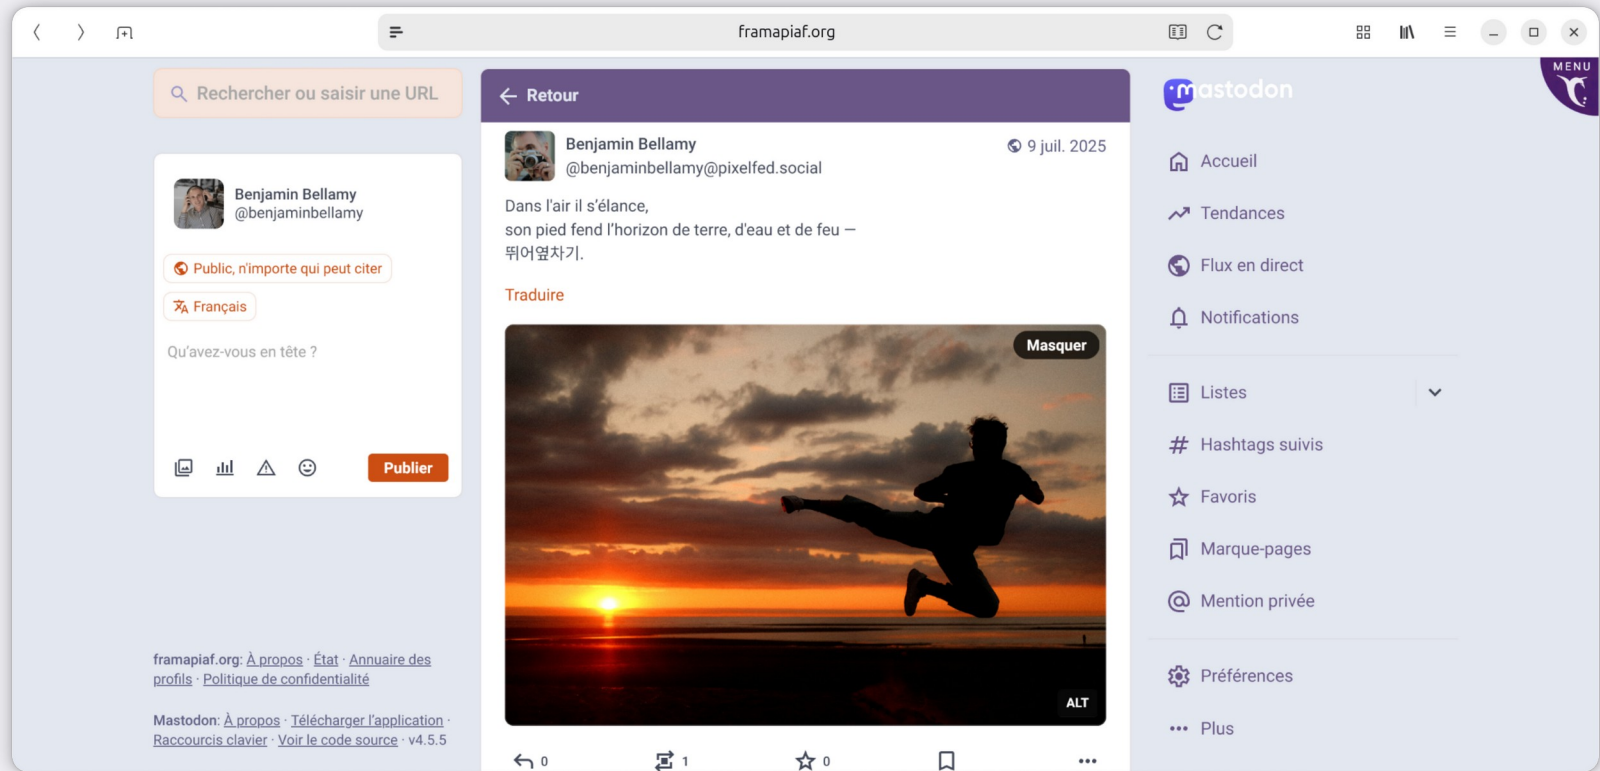 framapiaf.org
MENU
Rechercher ou saisir une URL
Benjamin Bellamy
@benjaminbellamy
Public, n'importe qui peut citer
Français
Qu’avez-vous en tête ?
Publier
framapiaf.org: À propos · État · Annuaire des
profils · Politique de confidentialité
Mastodon: À propos · Télécharger l’application ·
Raccourcis clavier · Voir le code source · v4.5.5
Retour
Benjamin Bellamy
@benjaminbellamy@pixelfed.social
9 juil. 2025
Dans l'air il s’élance,
son pied fend l’horizon de terre, d'eau et de feu —
뛰어옆차기.
Traduire
Masquer
ALT
0
1
0
mastodon
Accueil
Tendances
Flux en direct
Notifications
Listes
Hashtags suivis
Favoris
Marque-pages
Mention privée
Préférences
Plus